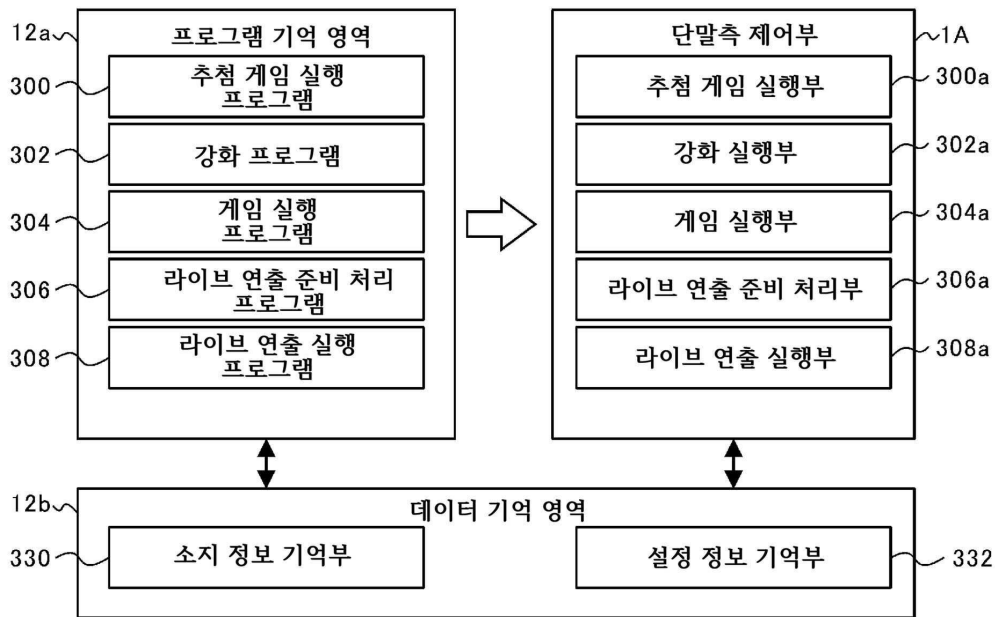 12a
프로그램 기억 영역
300
추첨 게임 실행
프로그램
302
강화 프로그램
304
게임 실행
프로그램
306
라이브 연출 준비 처리
프로그램
308
라이브 연출 실행
프로그램
단말측 제어부
1A
추첨 게임 실행부
300a
강화 실행부
302a
게임 실행부
304a
라이브 연출 준비 처리부
306a
라이브 연출 실행부
308a
12b
데이터 기억 영역
330
소지 정보 기억부
설정 정보 기억부
332